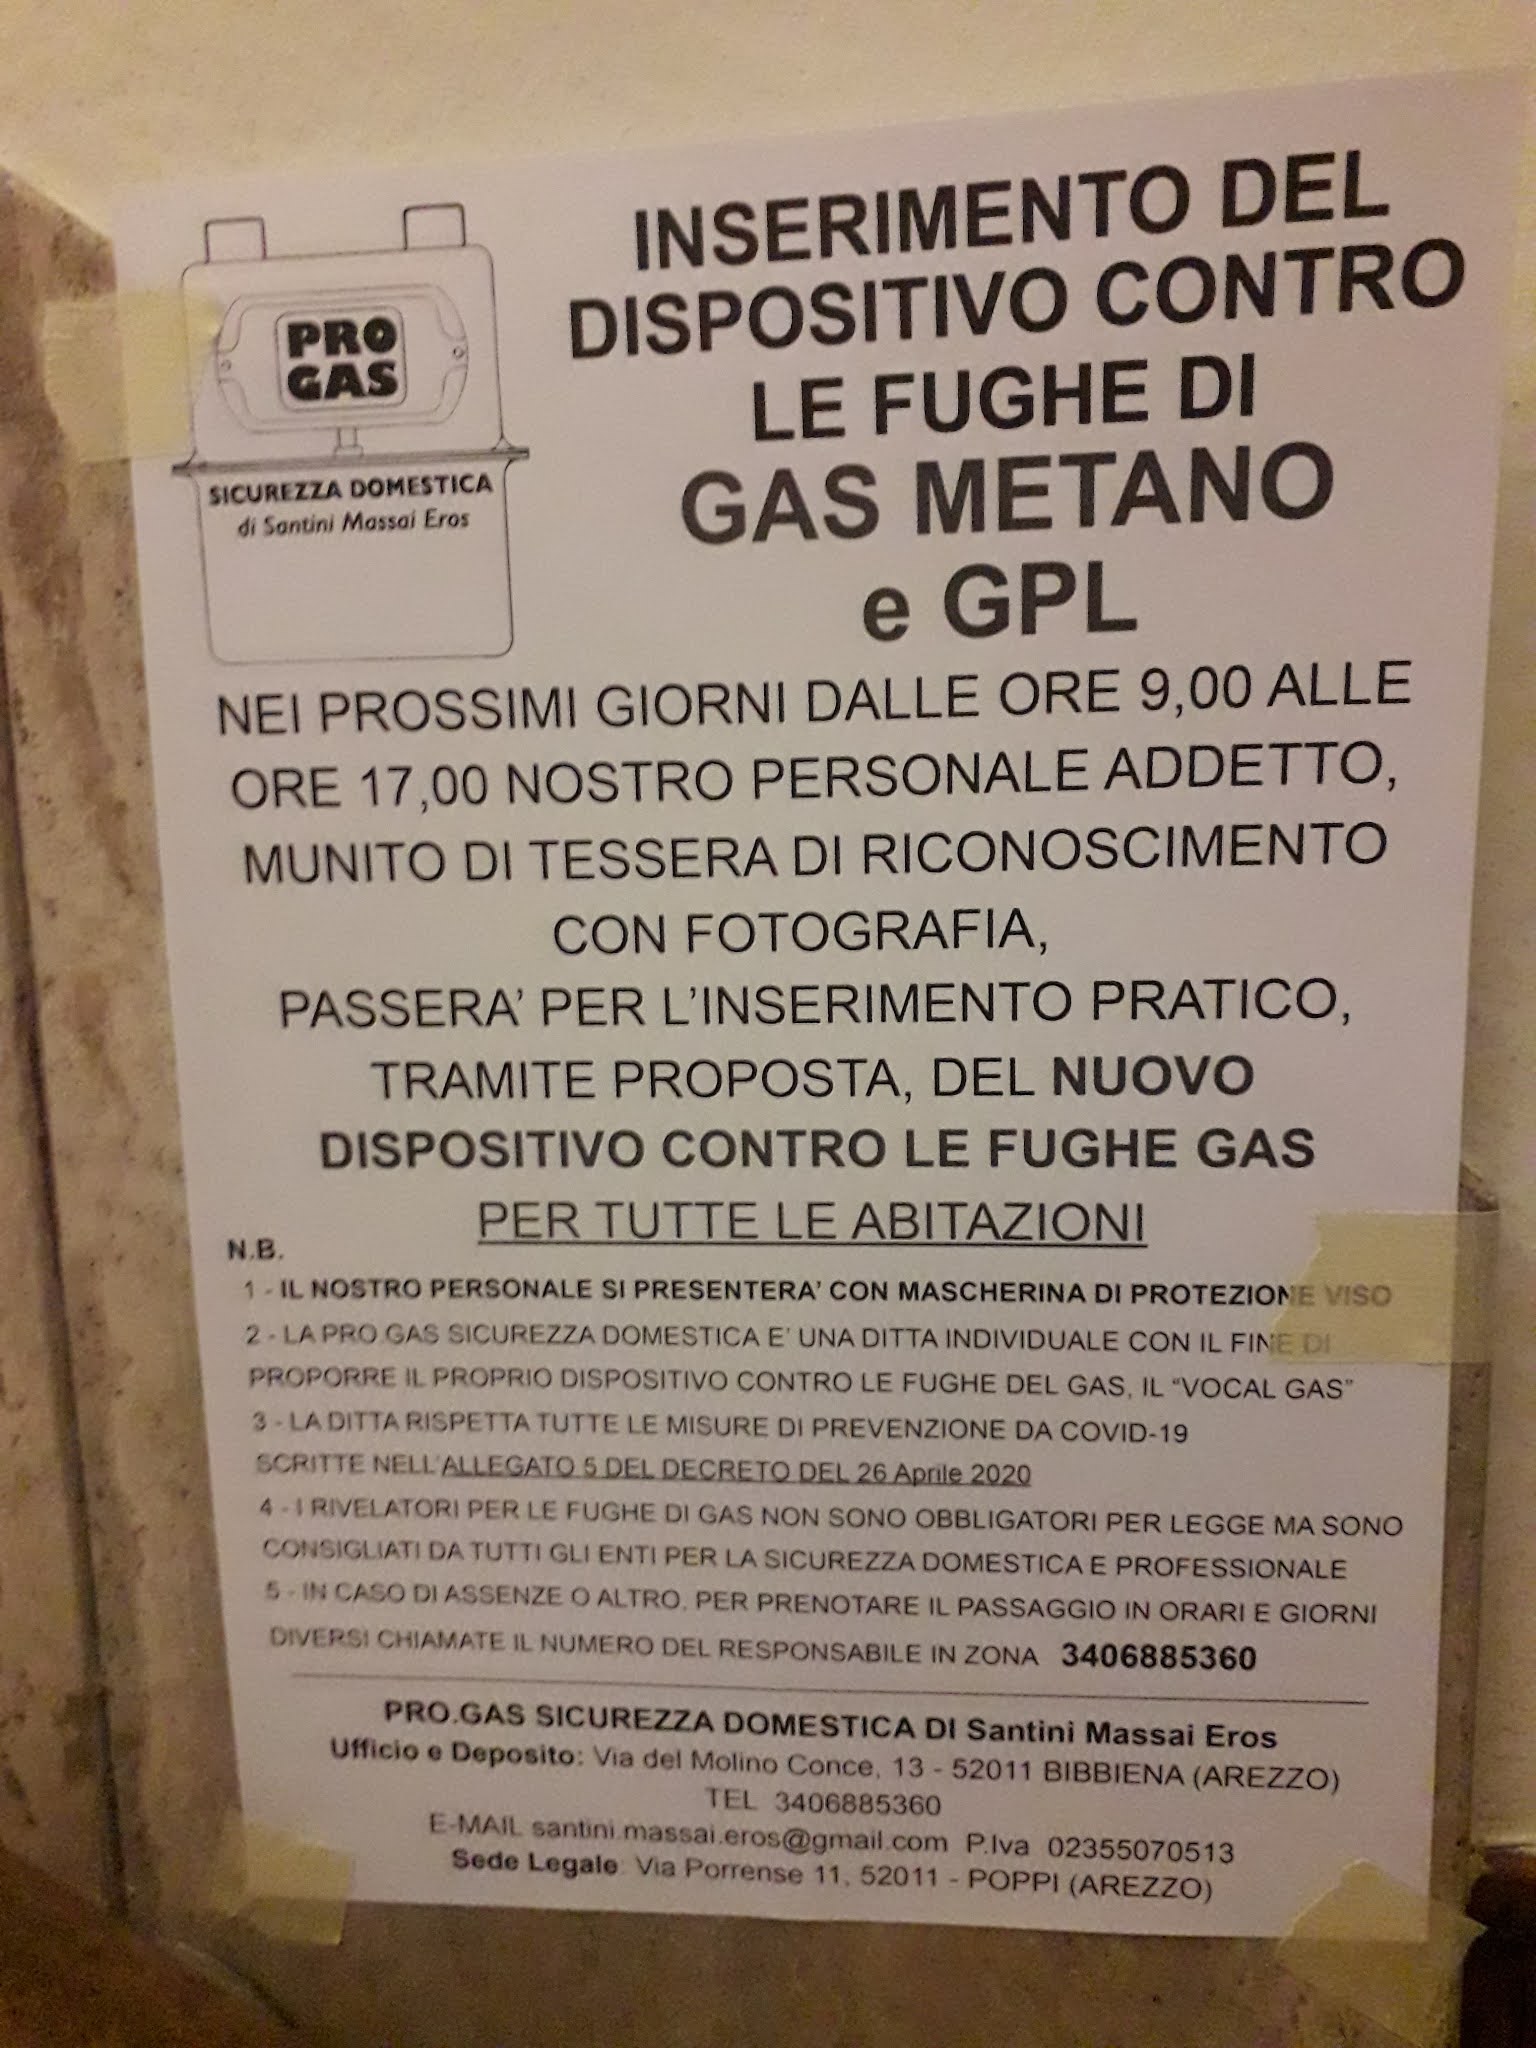 PRO
GAS
SICUREZZA DOMESTICA
di Santini Massai Eros
INSERIMENTO DEL
DISPOSITIVO CONTRO
LE FUGHE DI
GAS METANO
e GPL
NEI PROSSIMI GIORNI DALLE ORE 9,00 ALLE
ORE 17,00 NOSTRO PERSONALE ADDETTO,
MUNITO DI TESSERA DI RICONOSCIMENTO
CON FOTOGRAFIA,
PASSERA' PER L'INSERIMENTO PRATICO,
TRAMITE PROPOSTA, DEL NUOVO
DISPOSITIVO CONTRO LE FUGHE GAS
PER TUTTE LE ABITAZIONI
N.B.
1 - IL NOSTRO PERSONALE SI PRESENTERA' CON MASCHERINA DI PROTEZIONE VISO
2 - LA PRO GAS SICUREZZA DOMESTICA E' UNA DITTA INDIVIDUALE CON IL FINE DI
PROPORRE IL PROPRIO DISPOSITIVO CONTRO LE FUGHE DEL GAS, IL "VOCAL GAS"
3 - LA DITTA RISPETTA TUTTE LE MISURE DI PREVENZIONE DA COVID-19
SCRITTE NELL'ALLEGATO 5 DEL DECRETO DEL 26 Aprile 2020
4 - I RIVELATORI PER LE FUGHE DI GAS NON SONO OBBLIGATORI PER LEGGE MA SONO
CONSIGLIATI DA TUTTI GLI ENTI PER LA SICUREZZA DOMESTICA E PROFESSIONALE
5 - IN CASO DI ASSENZE O ALTRO, PER PRENOTARE IL PASSAGGIO IN ORARI E GIORNI
DIVERSI CHIAMATE IL NUMERO DEL RESPONSABILE IN ZONA 3406885360
PRO.GAS SICUREZZA DOMESTICA DI Santini Massai Eros
Ufficio e Deposito: Via del Molino Conce, 13 - 52011 BIBBIENA (AREZZO)
TEL 3406885360
E-MAIL santini.massai.eros@gmail.com P.Iva 02355070513
Sede Legale: Via Porrense 11, 52011 - POPPI (AREZZO)